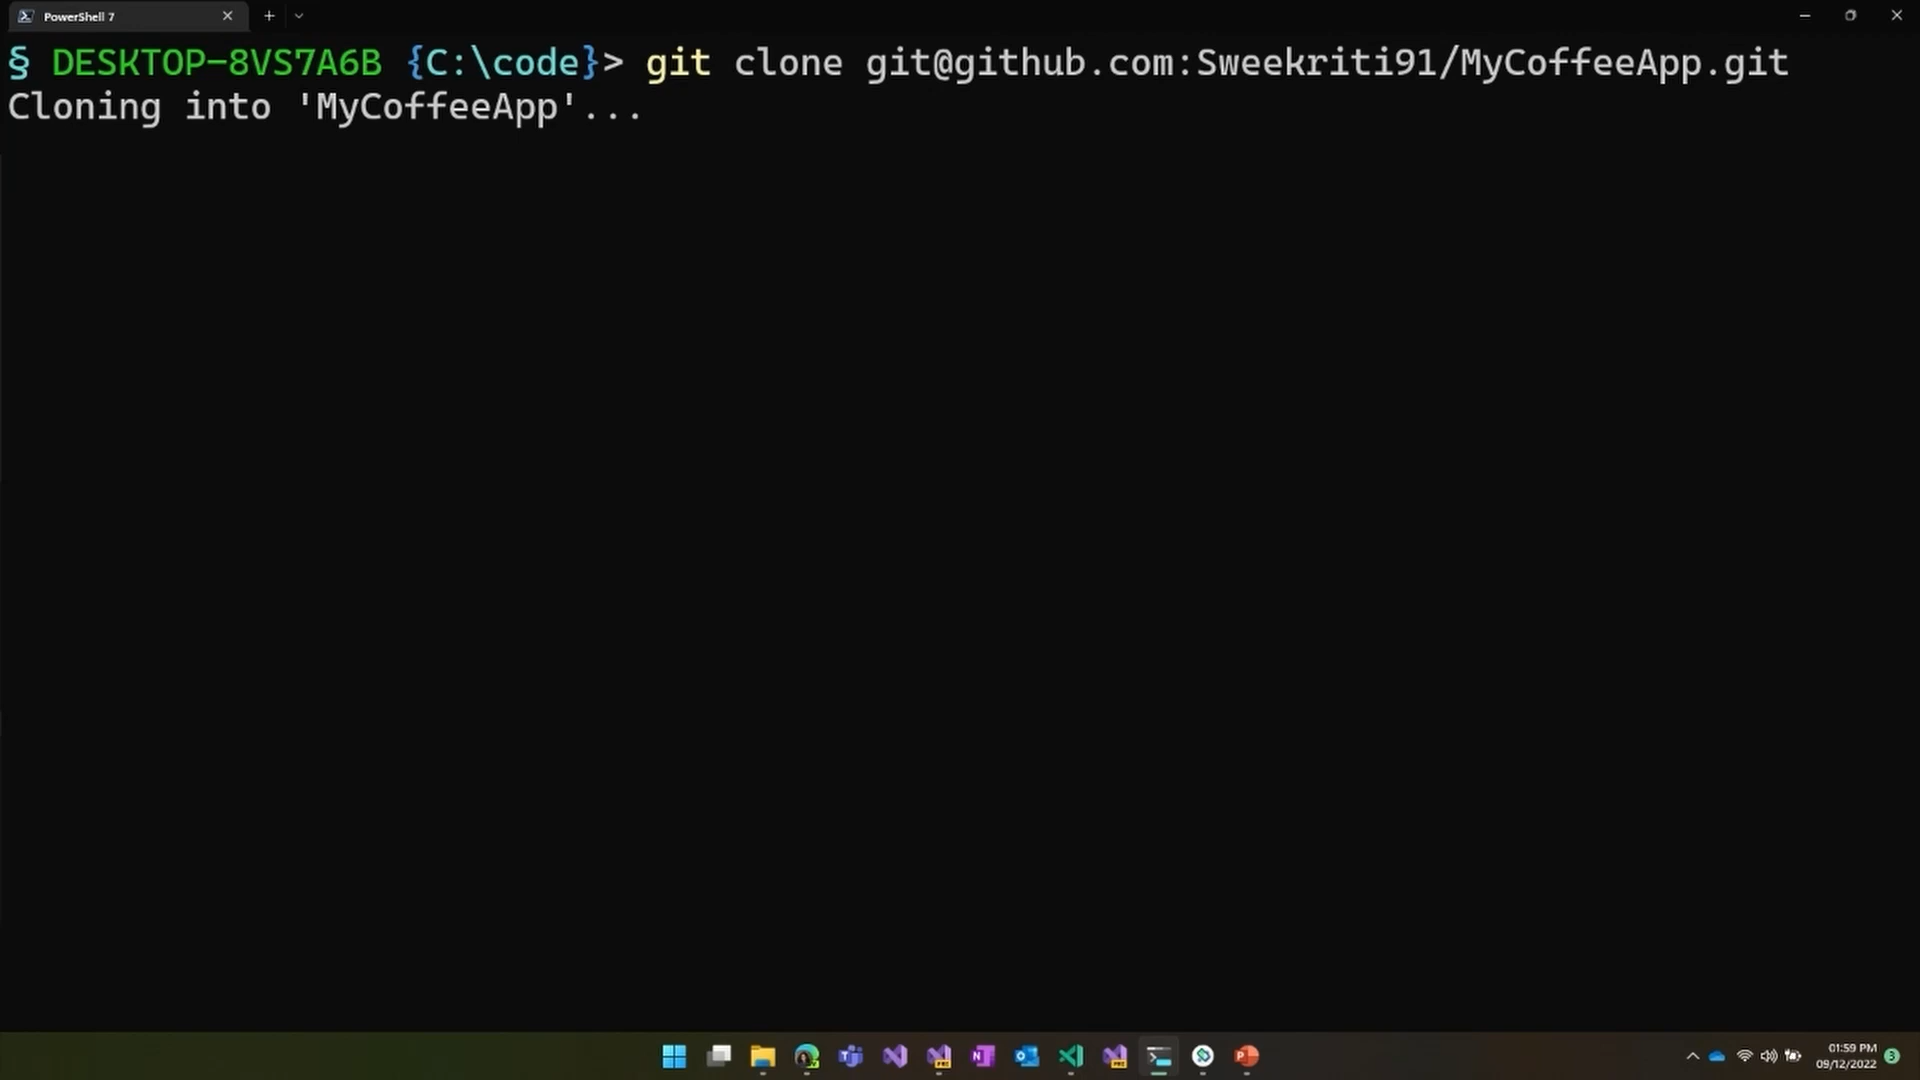 PowerShell 7
§ DESKTOP-8VS7A6B {C:\code}> git clone git@github.com:Sweekriti91/MyCoffeeApp.git
Cloning into 'MyCoffeeApp'...
01:59 PM
09/12/2022
3